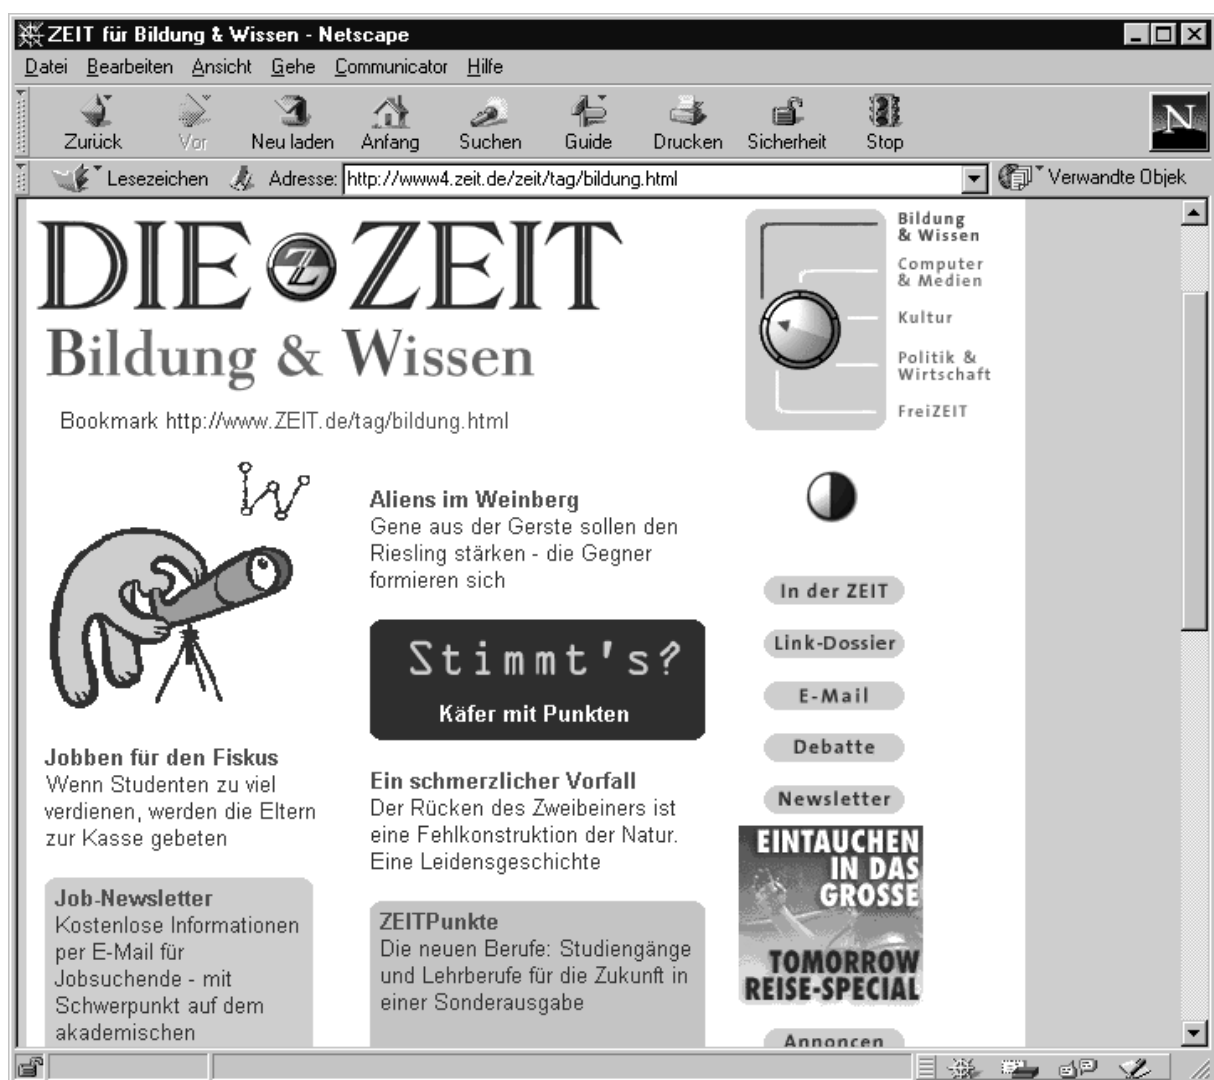 ZEIT für Bildung & Wissen - Netscape
Datei Bearbeiten Ansicht Gehe Communicator Hilfe
Zurück Vor Neu laden Anfang Suchen Guide Drucken Sicherheit Stop
N
Lesezeichen Adresse: http://www4.zeit.de/zeit/tag/bildung.html Verwandte Objek
DIE Z ZEIT
Bildung & Wissen
Bookmark http://www.ZEIT.de/tag/bildung.html
Bildung
& Wissen
Computer
& Medien
Kultur
Politik &
Wirtschaft
FreiZEIT
W
Jobben für den Fiskus
Wenn Studenten zu viel
verdienen, werden die Eltern
zur Kasse gebeten
Job-Newsletter
Kostenlose Informationen
per E-Mail für
Jobsuchende - mit
Schwerpunkt auf dem
akademischen
Aliens im Weinberg
Gene aus der Gerste sollen den
Riesling stärken - die Gegner
formieren sich
Stimmt's?
Käfer mit Punkten
Ein schmerzlicher Vorfall
Der Rücken des Zweibeiners ist
eine Fehlkonstruktion der Natur.
Eine Leidensgeschichte
ZEITPunkte
Die neuen Berufe: Studiengänge
und Lehrberufe für die Zukunft in
einer Sonderausgabe
In der ZEIT
Link-Dossier
E-Mail
Debatte
Newsletter
EINTAUCHEN
IN DAS
GROSSE
TOMORROW
REISE-SPECIAL
Annoncen